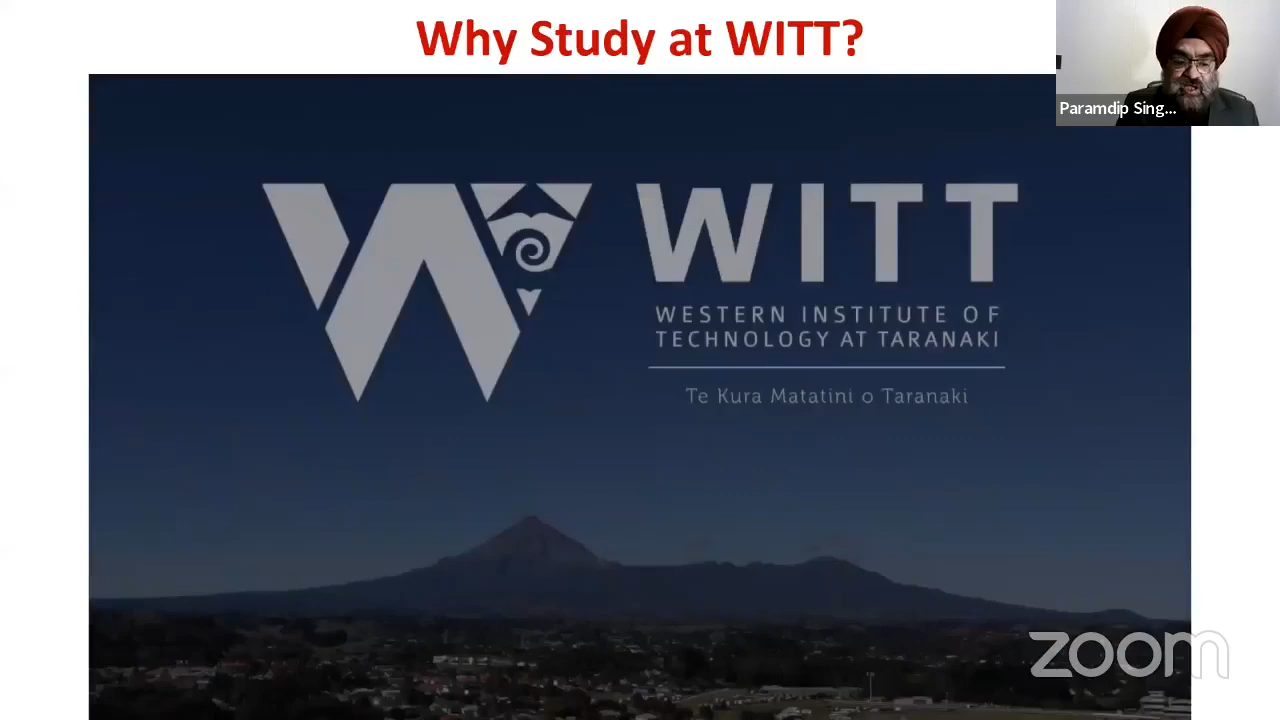 Why Study at WITT?
Paramdip Sing...
WITT
WESTERN INSTITUTE OF
TECHNOLOGY AT TARANAKI
Te Kura Matatini o Taranaki
zoom